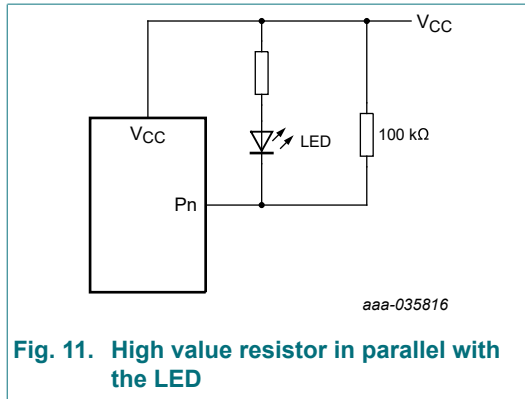 VCC
VCC
LED
100 kΩ
Pn
aaa-035816
Fig. 11. High value resistor in parallel with
the LED